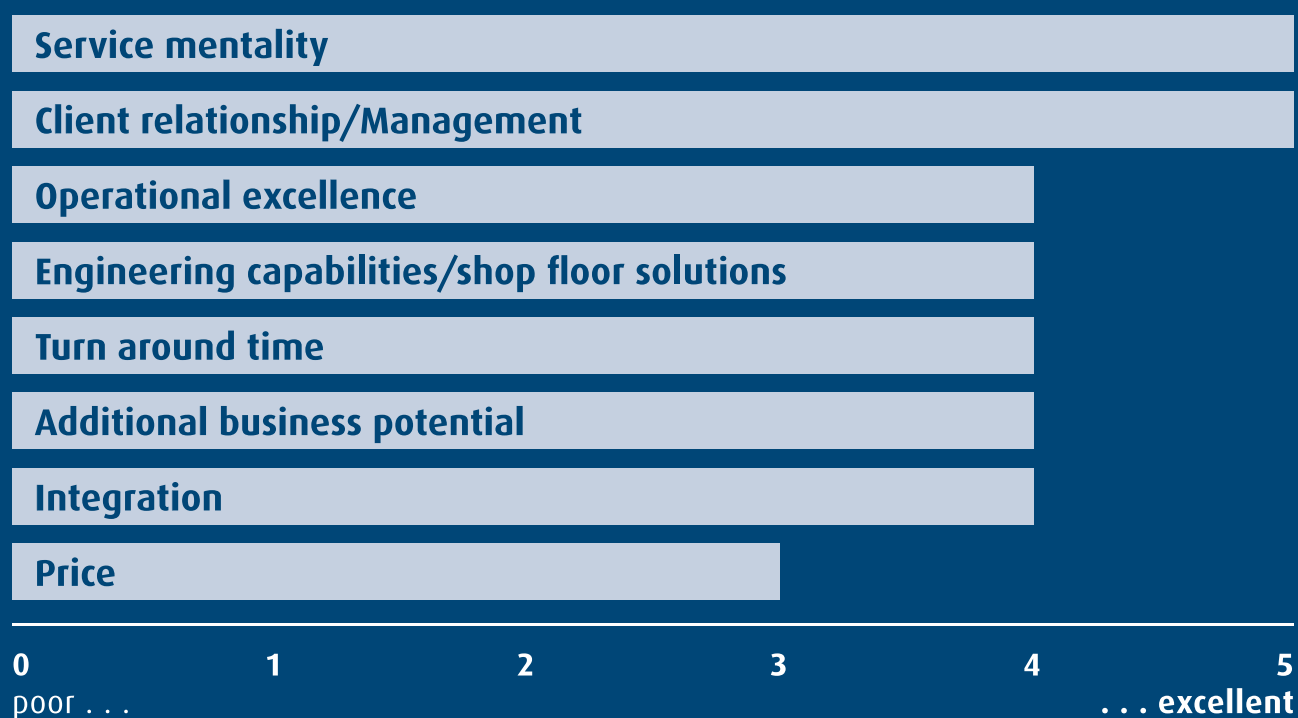 Service mentality
Client relationship/Management
Operational excellence
Engineering capabilities/shop floor solutions
Turn around time
Additional business potential
Integration
Price
0 1 2 3 4 5
poor . . . . . . excellent